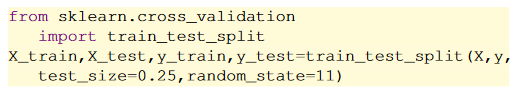 from sklearn.cross_validation
import train_test_split
X_train,X_test,y_train,y_test=train_test_split(X,y,
test_size=0.25,random_state=11)